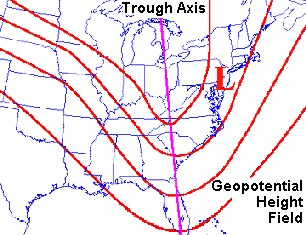 Trough Axis
L
Geopotential
Height
Field